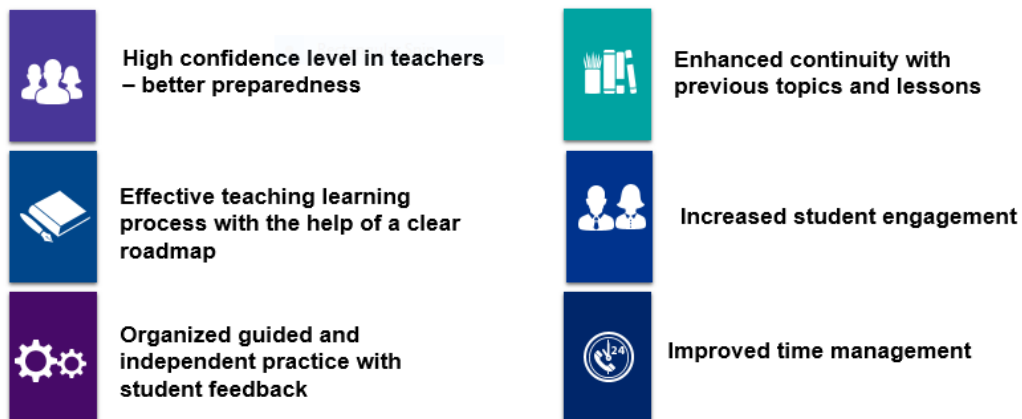 High confidence level in teachers
– better preparedness
Effective teaching learning
process with the help of a clear
roadmap
Organized guided and
independent practice with
student feedback
Enhanced continuity with
previous topics and lessons
Increased student engagement
24
Improved time management